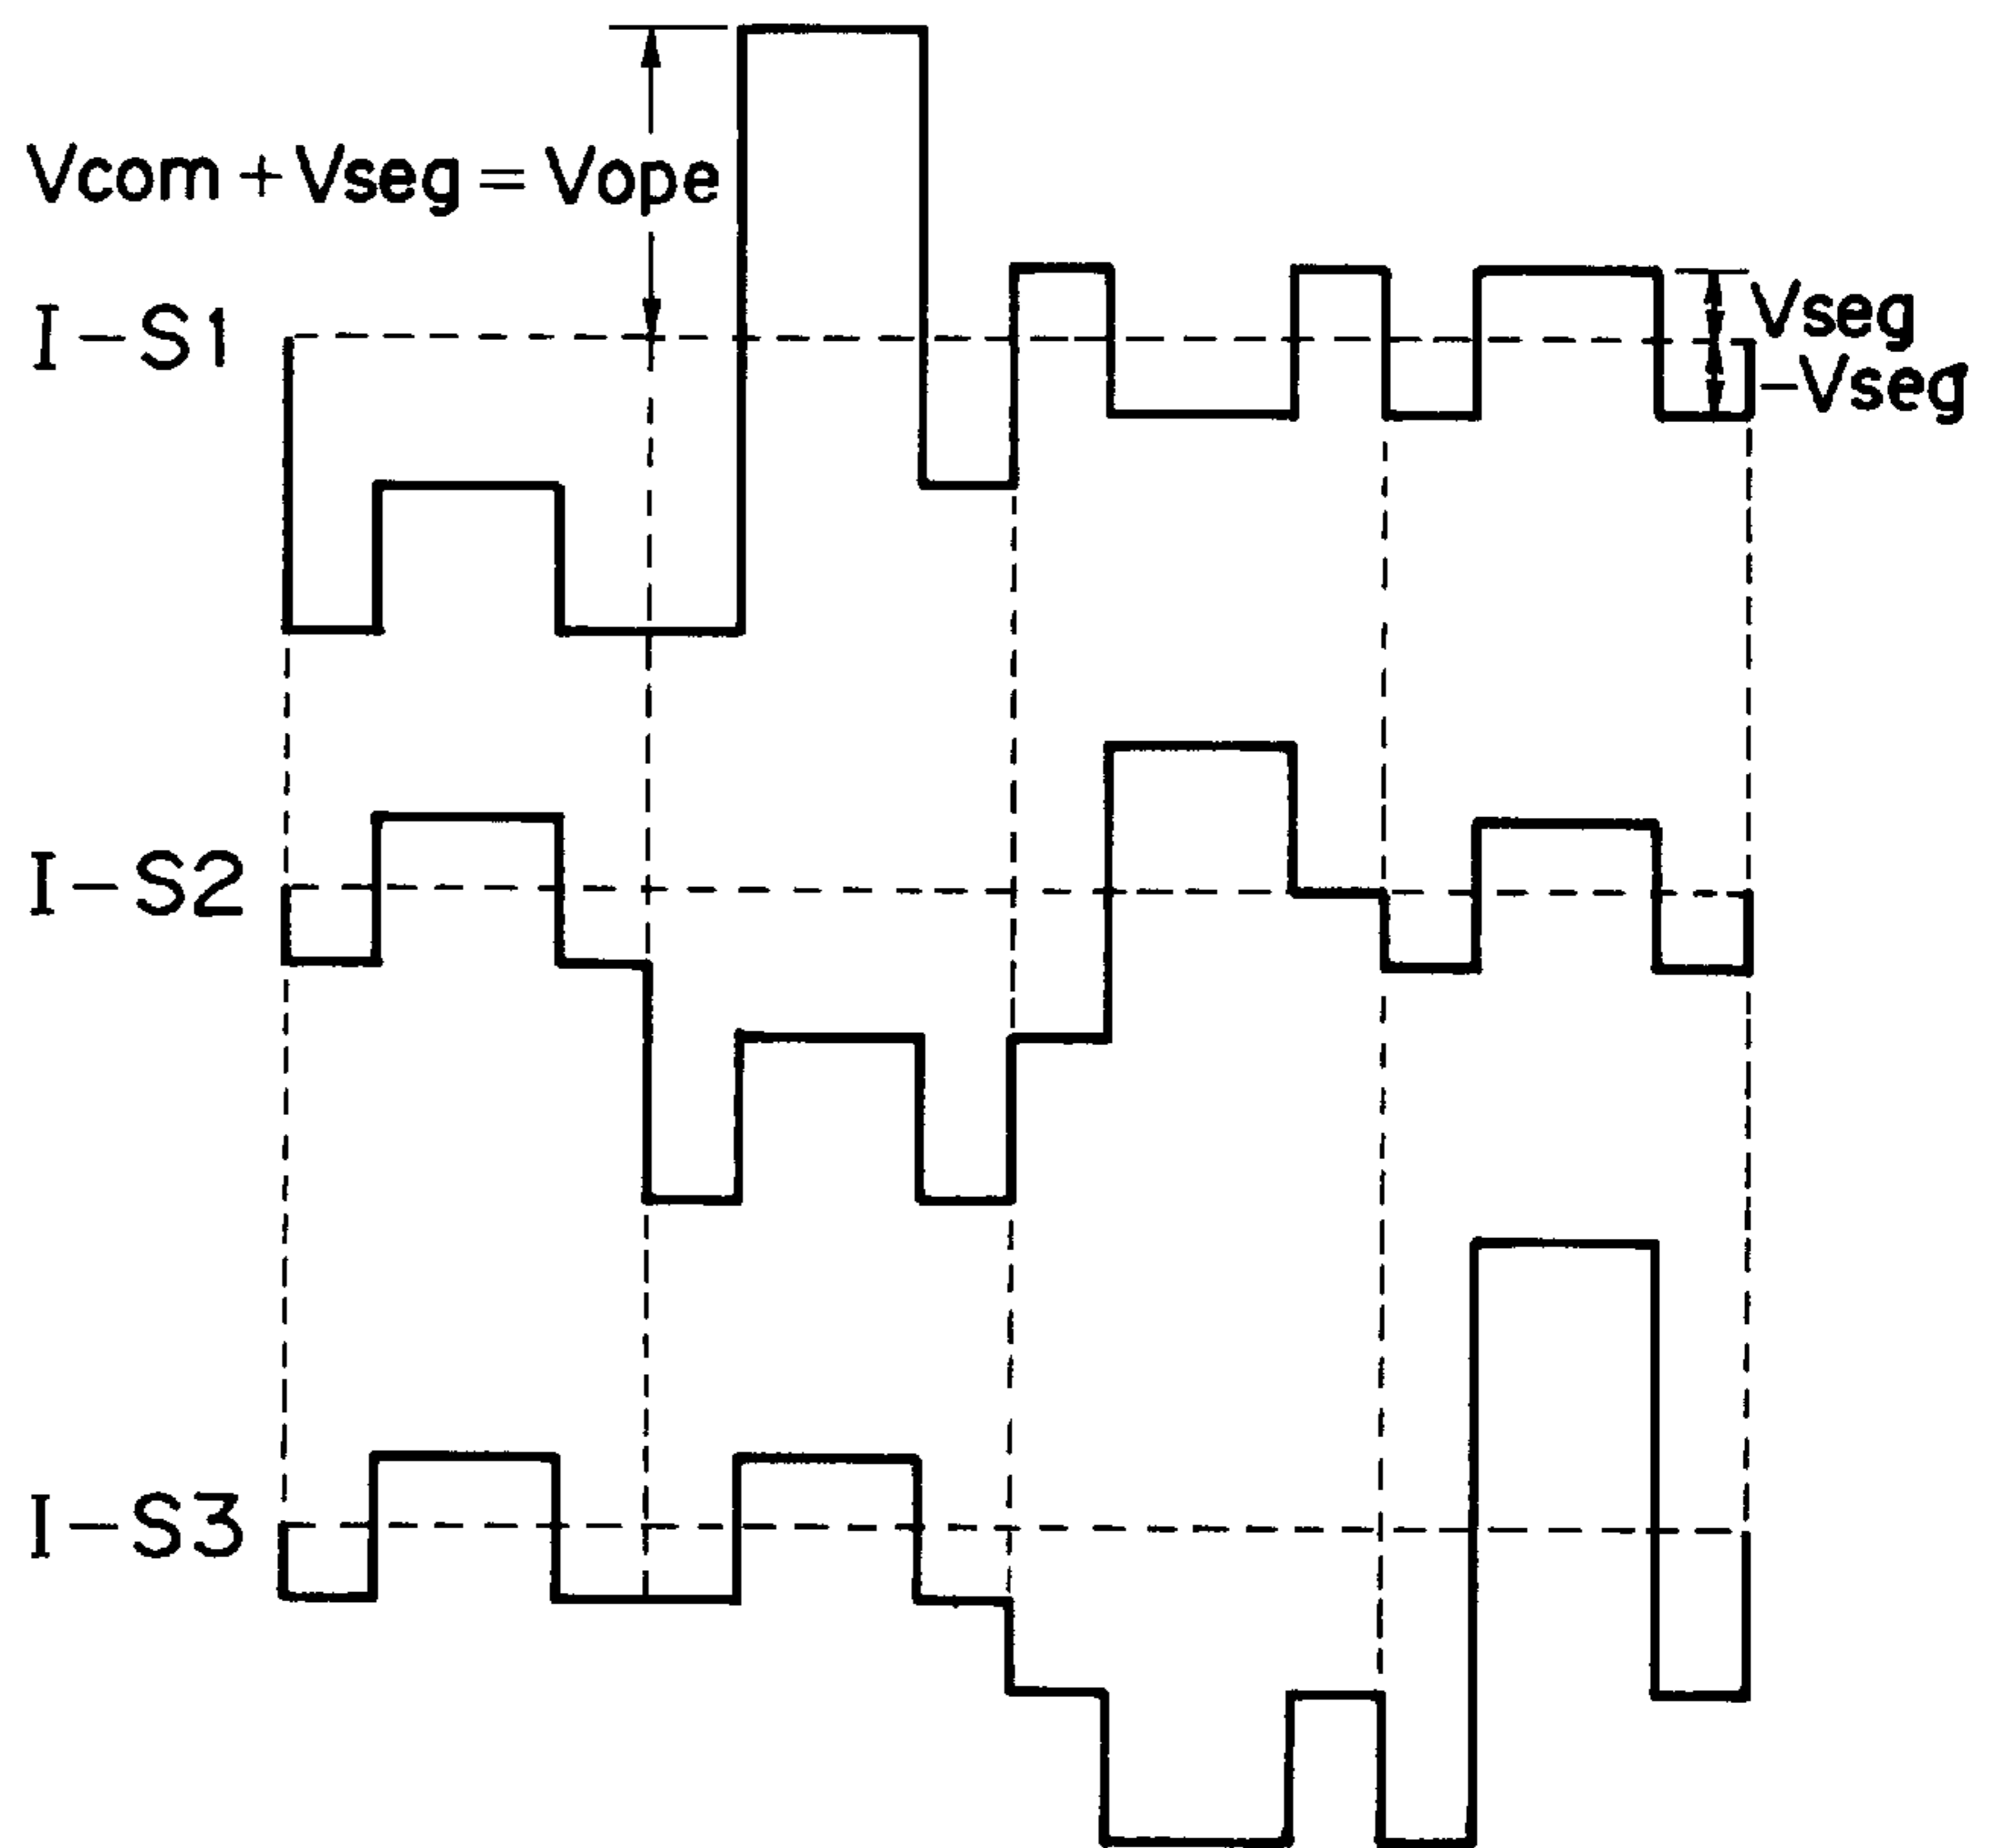 Vcom + Vseg = Vope
I-S1
Vseg
-Vseg
I-S2
I-S3